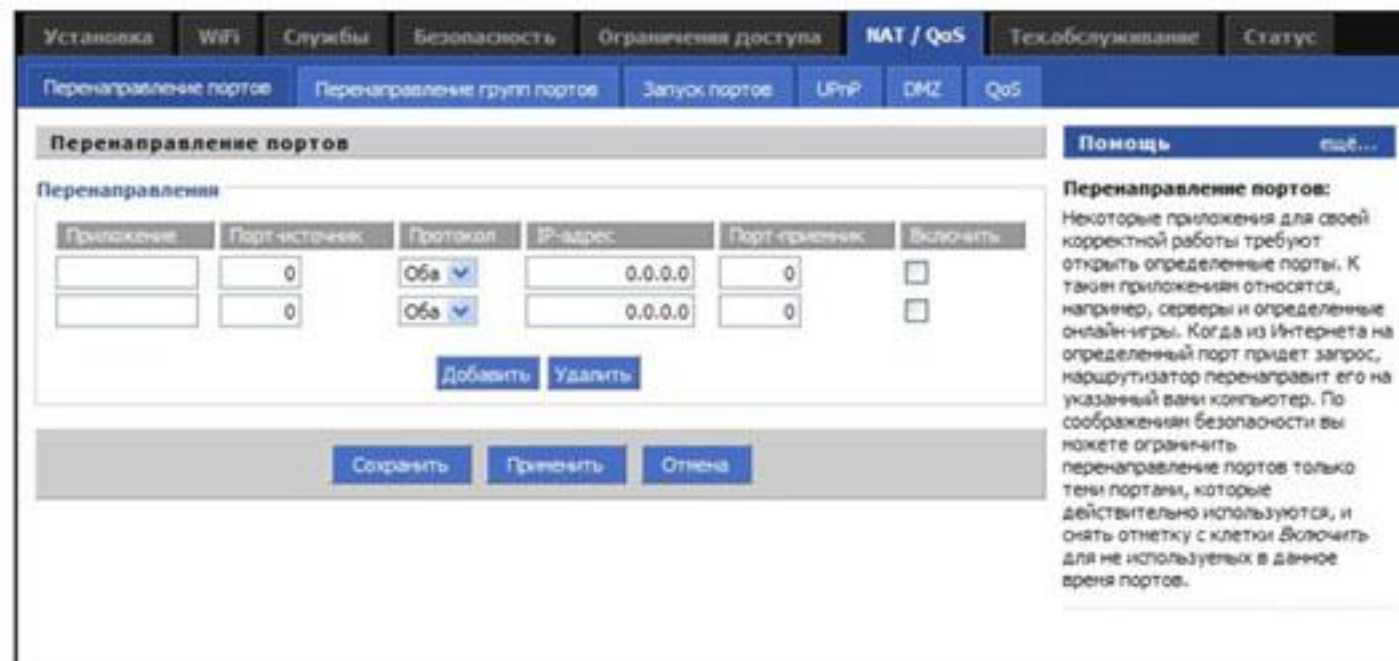 Установка WiFi Службы Безопасность Ограничения доступа NAT / QoS Тех.обслуживание Статус
Перенаправление портов Перенаправление групп портов Запуск портов UPnP DMZ QoS
Перенаправление портов
Перенаправления
Приложение Порт-источник Протокол IP-адрес Порт-приемник Включить
0 Оба 0.0.0.0 0
0 Оба 0.0.0.0 0
Добавить Удалить
Сохранить Применить Отмена
Помощь ещё...
Перенаправление портов:
Некоторые приложения для своей
корректной работы требуют
открыть определенные порты. К
таким приложениям относятся,
например, серверы и определенные
онлайн-игры. Когда из Интернета на
определенный порт придет запрос,
маршрутизатор перенаправит его на
указанный вами компьютер. По
соображениям безопасности вы
можете ограничить
перенаправление портов только
теми портами, которые
действительно используются, и
снять отметку с клетки Включить
для не используемых в данное
время портов.